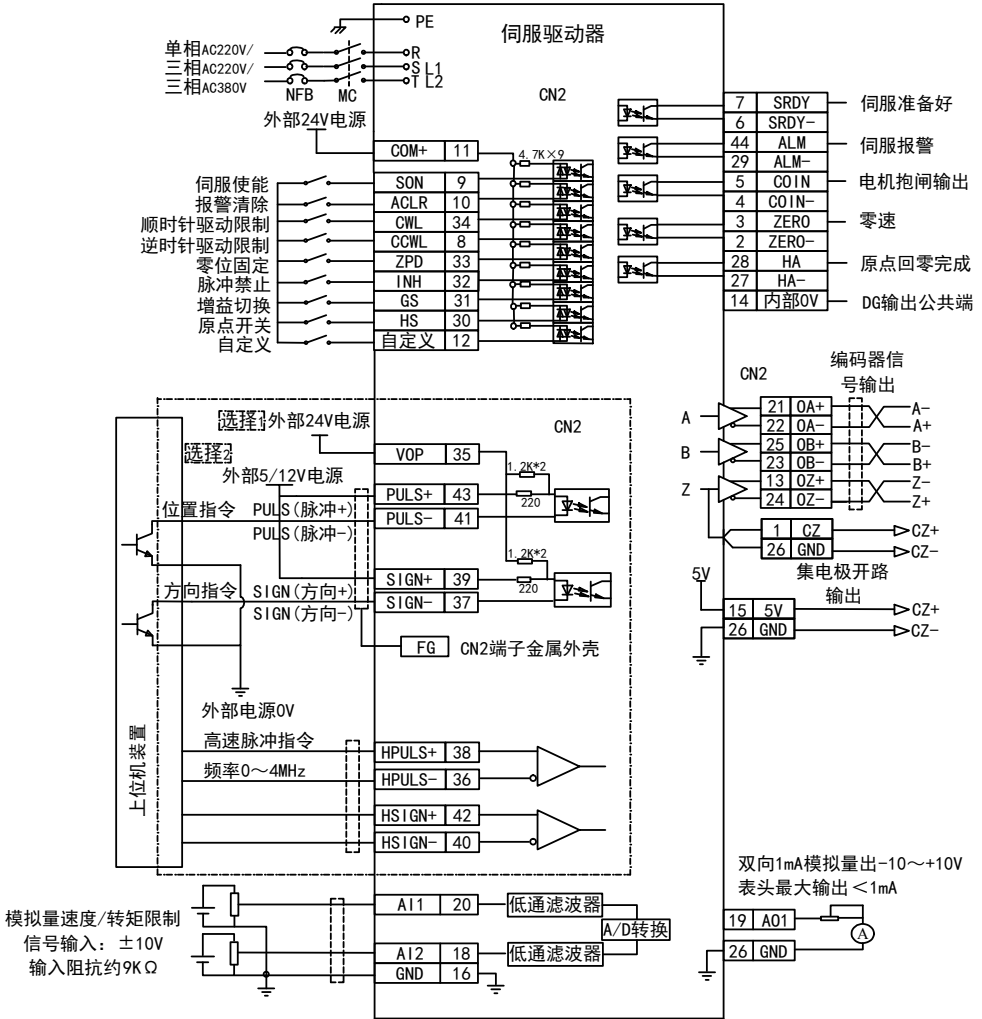 PE
伺服驱动器
单相AC220V/
三相AC220V/
三相AC380V
NFB
MC
R
S L1
T L2
CN2
外部24V电源
COM+ 11
4.7K×9
伺服使能 SON 9
报警清除 ACLR 10
顺时针驱动限制 CWL 34
逆时针驱动限制 CCWL 8
零位固定 ZPD 33
脉冲禁止 INH 32
增益切换 GS 31
原点开关 HS 30
自定义 自定义 12
7 SRDY 伺服准备好
6 SRDY-
44 ALM 伺服报警
29 ALM-
5 COIN 电机抱闸输出
4 COIN-
3 ZERO 零速
2 ZERO-
28 HA 原点回零完成
27 HA-
14 内部0V DG输出公共端
CN2
编码器信
号输出
A 21 OA+ A-
22 OA- A+
B 25 OB+ B-
23 OB- B+
Z 13 OZ+ Z-
24 OZ- Z+
1 CZ CZ+
26 GND CZ-
集电极开路
输出
5V
15 5V CZ+
26 GND CZ-
选择1 外部24V电源
CN2
选择2
VOP 35
外部5/12V电源
1.2K*2
220
PULS+ 43
位置指令 PULS(脉冲+)
PULS- 41
PULS(脉冲-)
1.2K*2
220
SIGN+ 39
方向指令 SIGN(方向+)
SIGN- 37
SIGN(方向-)
FG CN2端子金属外壳
外部电源0V
上位机装置
高速脉冲指令
HPULS+ 38
频率0～4MHz
HPULS- 36
HSIGN+ 42
HSIGN- 40
模拟量速度/转矩限制
信号输入：±10V
输入阻抗约9KΩ
AI1 20 低通滤波器
A/D转换
AI2 18 低通滤波器
GND 16
双向1mA模拟量出-10～+10V
表头最大输出＜1mA
19 AO1
A
26 GND